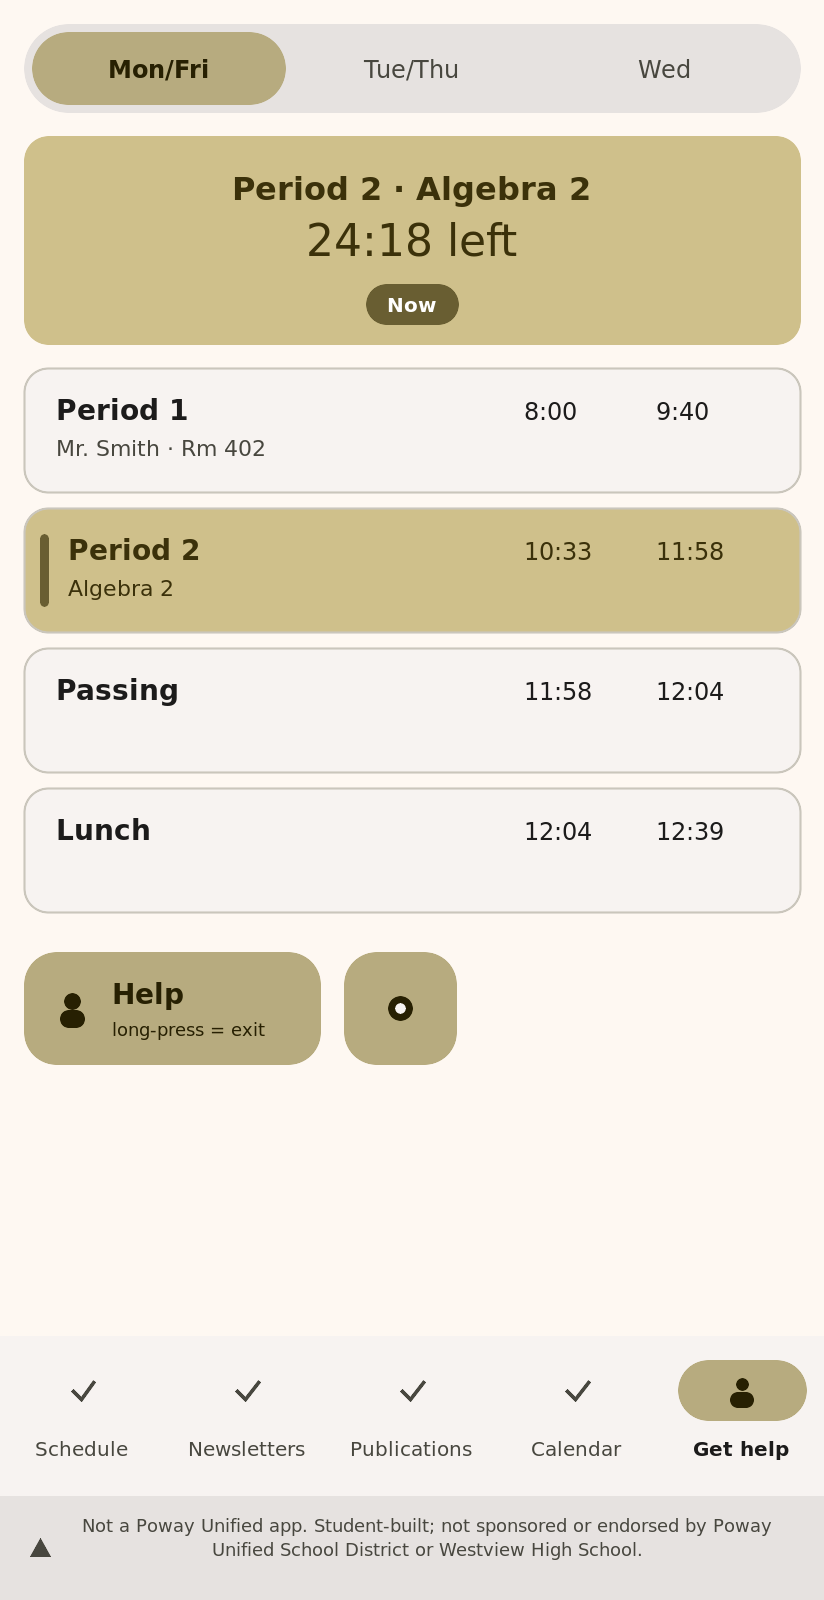 Mon/Fri Tue/Thu Wed
Period 2 · Algebra 2
24:18 left
Now
Period 1 8:00 9:40
Mr. Smith · Rm 402
Period 2 10:33 11:58
Algebra 2
Passing 11:58 12:04
Lunch 12:04 12:39
Help
long-press = exit
Schedule Newsletters Publications Calendar Get help
Not a Poway Unified app. Student-built; not sponsored or endorsed by Poway
Unified School District or Westview High School.